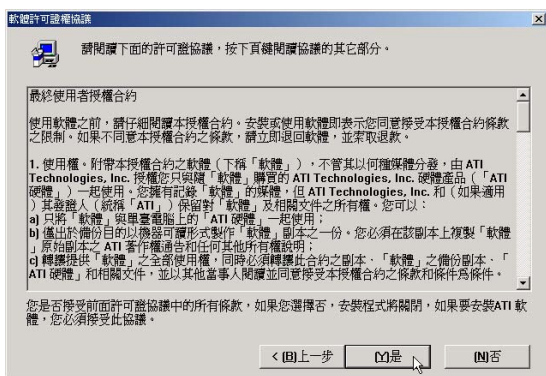 軟體許可證權協議
請閱讀下面的許可證協議，按下頁鍵閱讀協議的其它部分。
最終使用者授權合約
使用軟體之前，請仔細閱讀本授權合約。安裝或使用軟體即表示您同意接受本授權合約條款
之限制。如果不同意本授權合約之條款，請立即退回軟體，並索取退款。
1. 使用權。附帶本授權合約之軟體（下稱「軟體」），不管其以何種媒體分發，由 ATI
Technologies, Inc. 授權您只與隨「軟體」購買的 ATI Technologies, Inc. 硬體產品（「ATI
硬體」）一起使用。您擁有記錄「軟體」的媒體，但 ATI Technologies, Inc. 和（如果適用
）其發證人（統稱「ATI」）保留對「軟體」及相關文件之所有權。您可以：
a) 只將「軟體」與單臺電腦上的「ATI 硬體」一起使用；
b) 僅出於備份目的以機器可讀形式製作「軟體」副本之一份。您必須在該副本上複製「軟體
」原始副本之 ATI 著作權通告和任何其他所有權說明；
c) 轉讓提供「軟體」之全部使用權，同時必須轉讓此合約之副本、「軟體」之備份副本、「
ATI 硬體」和相關文件，並以其他當事人閱讀並同意接受本授權合約之條款和條件爲條件。
您是否接受前面許可證協議中的所有條款，如果您選擇否，安裝程式將關閉，如果要安裝ATI 軟
體，您必須接受此協議。
< (B)上一步
(Y)是
(N)否